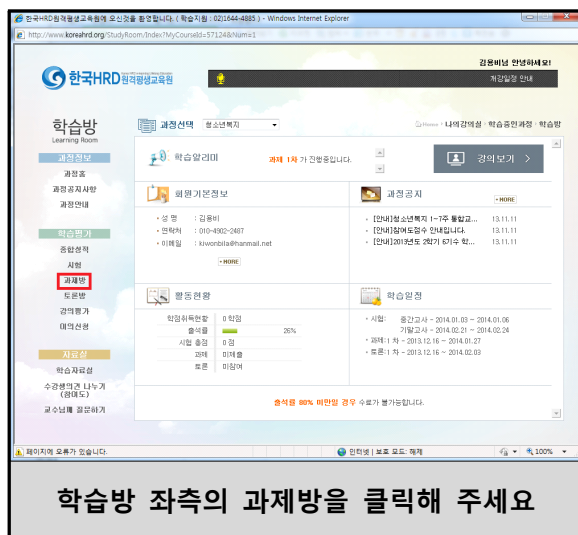 한국HRD원격평생교육원에 오신것을 환영합니다. ( 학습지원 : 02)1644-4885 ) - Windows Internet Explorer
http://www.koreahrd.org/StudyRoom/Index?MyCourseId=57124&Num=1
김용비님 안녕하세요!
한국HRD원격평생교육원
개강일정 안내
학습방
Learning Room
과정선택 청소년복지
Home · 나의강의실 · 학습중인과정 · 학습방
과정정보
과정홈
과정공지사항
과정안내
학습평가
종합성적
시험
과제방
토론방
강의평가
이의신청
자료실
학습자료실
수강생의견 나누기
(참여도)
교수님께 질문하기
학습알리미
과제 1차 가 진행중입니다.
강의보기 >
회원기본정보
· 성 명 : 김용비
· 연락처 : 010-4902-2487
· 이메일 : kiwonbila@hanmail.net
+MORE
과정공지
+MORE
[안내]청소년복지 1~7주 통합교... 13.11.11
[안내]참여도점수 안내입니다. 13.11.11
[안내]2013년도 2학기 6기수 학... 13.11.11
활동현황
학점취득현황 0 학점
출석률 26%
시험 총점 0 점
과제 미제출
토론 미참여
학습일정
· 시험: 중간고사 - 2014.01.03 ~ 2014.01.06
기말고사 - 2014.02.21 ~ 2014.02.24
· 과제:1 차 - 2013.12.16 ~ 2014.01.27
· 토론:1 차 - 2013.12.16 ~ 2014.02.03
출석률 80% 미만일 경우 수료가 불가능합니다.
페이지에 오류가 있습니다.
인터넷 | 보호 모드: 해제
100%
학습방 좌측의 과제방을 클릭해 주세요